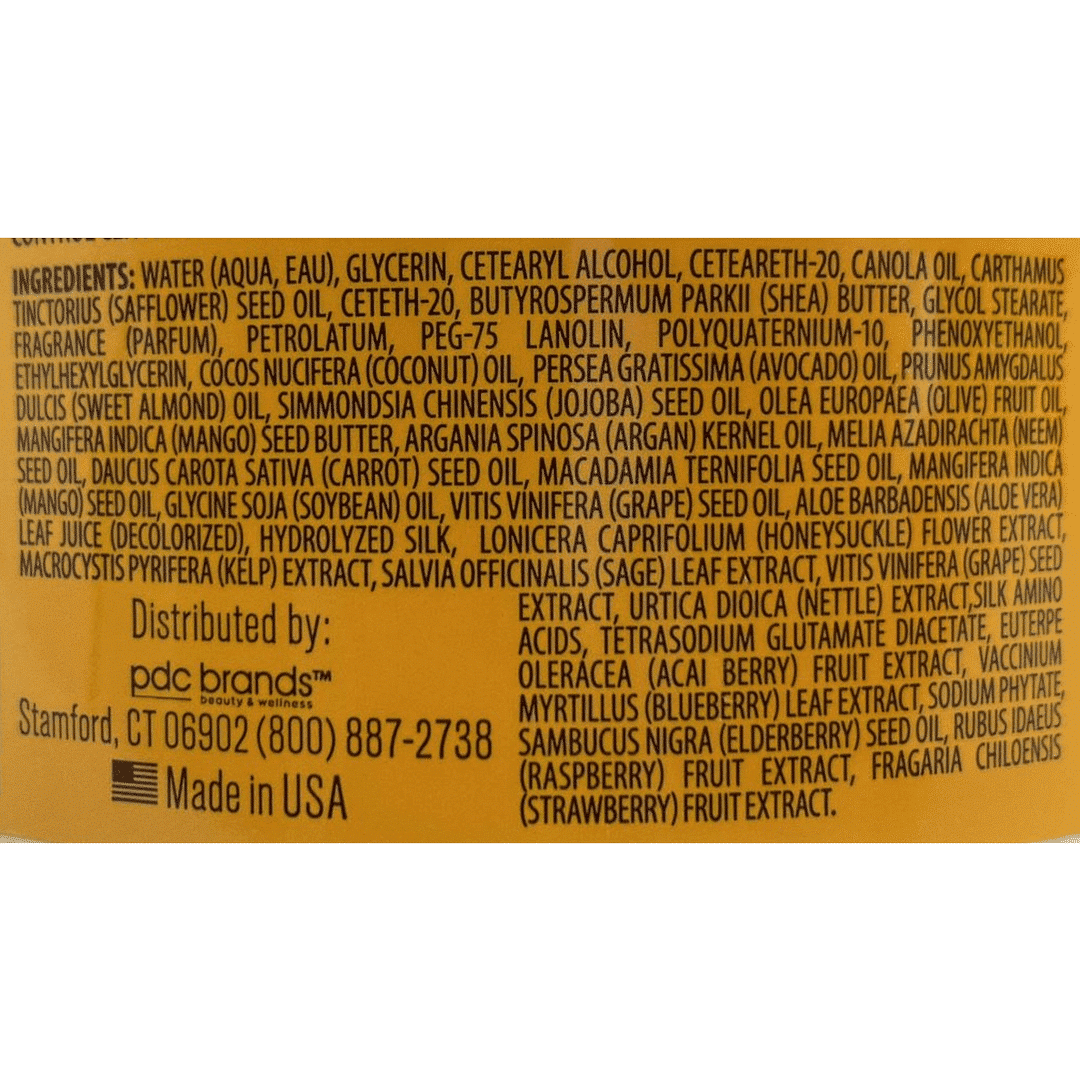 INGREDIENTS: WATER (AQUA, EAU), GLYCERIN, CETEARYL ALCOHOL, CETEARETH-20, CANOLA OIL, CARTHAMUS
TINCTORIUS (SAFFLOWER) SEED OIL, CETETH-20, BUTYROSPERMUM PARKII (SHEA) BUTTER, GLYCOL STEARATE,
FRAGRANCE (PARFUM), PETROLATUM, PEG-75 LANOLIN, POLYQUATERNIUM-10, PHENOXYETHANOL,
ETHYLHEXYLGLYCERIN, COCOS NUCIFERA (COCONUT) OIL, PERSEA GRATISSIMA (AVOCADO) OIL, PRUNUS AMYGDALUS
DULCIS (SWEET ALMOND) OIL, SIMMONDSIA CHINENSIS (JOJOBA) SEED OIL, OLEA EUROPAEA (OLIVE) FRUIT OIL,
MANGIFERA INDICA (MANGO) SEED BUTTER, ARGANIA SPINOSA (ARGAN) KERNEL OIL, MELIA AZADIRACHTA (NEEM)
SEED OIL, DAUCUS CAROTA SATIVA (CARROT) SEED OIL, MACADAMIA TERNIFOLIA SEED OIL, MANGIFERA INDICA
(MANGO) SEED OIL, GLYCINE SOJA (SOYBEAN) OIL, VITIS VINIFERA (GRAPE) SEED OIL, ALOE BARBADENSIS (ALOE VERA)
LEAF JUICE (DECOLORIZED), HYDROLYZED SILK, LONICERA CAPRIFOLIUM (HONEYSUCKLE) FLOWER EXTRACT,
MACROCYSTIS PYRIFERA (KELP) EXTRACT, SALVIA OFFICINALIS (SAGE) LEAF EXTRACT, VITIS VINIFERA (GRAPE) SEED
EXTRACT, URTICA DIOICA (NETTLE) EXTRACT,SILK AMINO
ACIDS, TETRASODIUM GLUTAMATE DIACETATE, EUTERPE
OLERACEA (ACAI BERRY) FRUIT EXTRACT, VACCINIUM
MYRTILLUS (BLUEBERRY) LEAF EXTRACT, SODIUM PHYTATE,
SAMBUCUS NIGRA (ELDERBERRY) SEED OIL, RUBUS IDAEUS
(RASPBERRY) FRUIT EXTRACT, FRAGARIA CHILOENSIS
(STRAWBERRY) FRUIT EXTRACT.
Distributed by:
pdc brands™
beauty & wellness
Stamford, CT 06902 (800) 887-2738
Made in USA